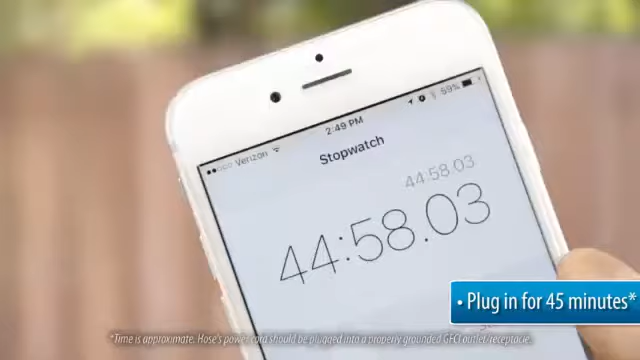 2:49 PM
Verizon 59%
Stopwatch
44:58.03
44:58.03
• Plug in for 45 minutes*
*Time is approximate. Hose's power cord should be plugged into a properly grounded GFCI outlet/receptacle.